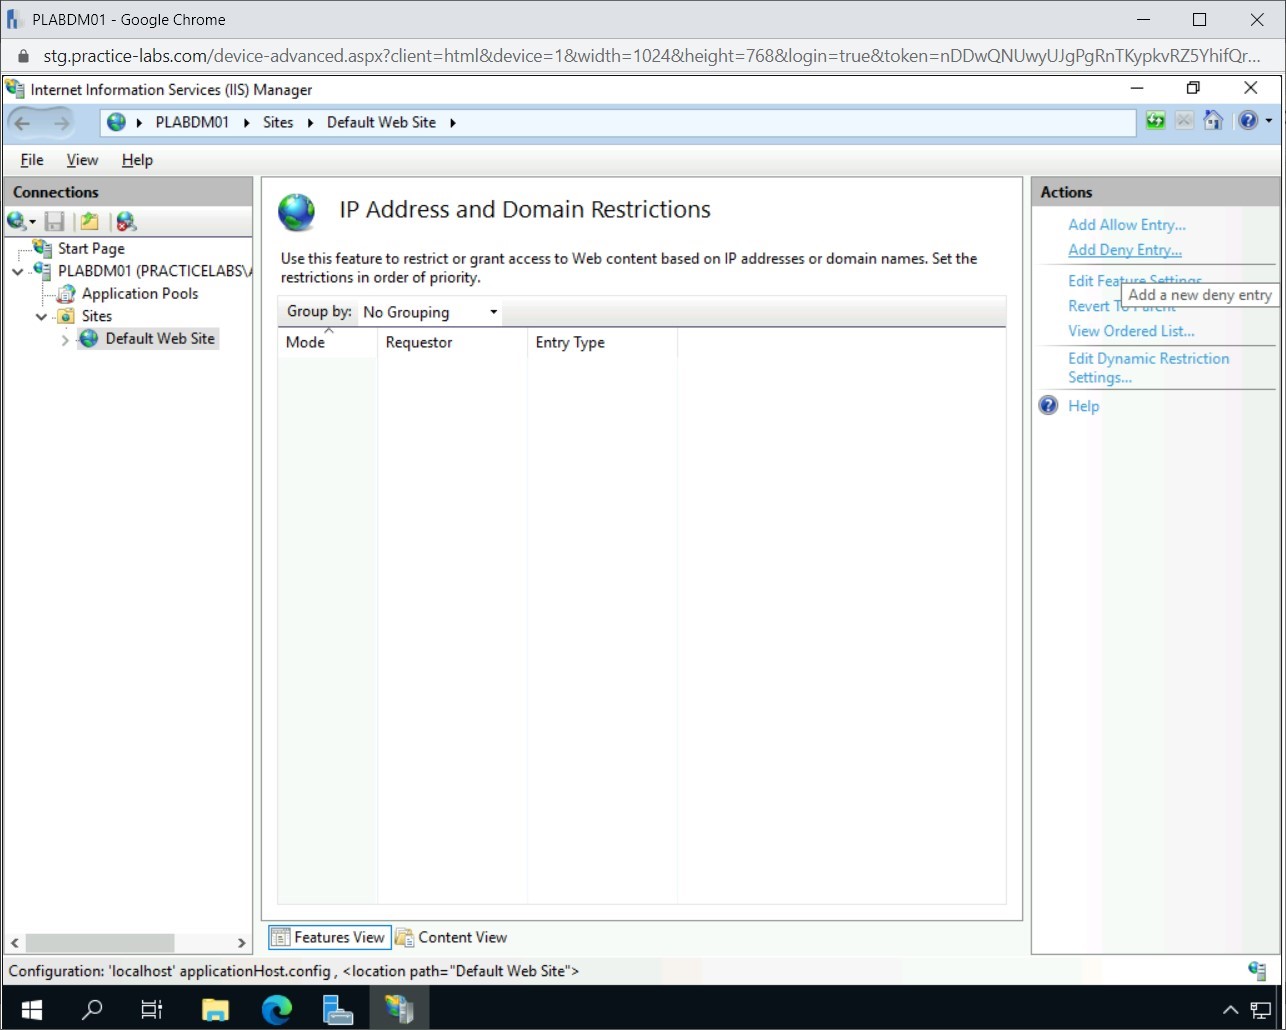 PLABDM01 - Google Chrome
stg.practice-labs.com/device-advanced.aspx?client=html&device=1&width=1024&height=768&login=true&token=nDDwQNUwyUJgPgRnTKypkvRZ5YhifQr...
Internet Information Services (IIS) Manager
PLABDM01 Sites Default Web Site
File View Help
Connections
Start Page
PLABDM01 (PRACTICELABS\A
Application Pools
Sites
Default Web Site
IP Address and Domain Restrictions
Use this feature to restrict or grant access to Web content based on IP addresses or domain names. Set the
restrictions in order of priority.
Group by: No Grouping
Mode Requestor Entry Type
Features View Content View
Actions
Add Allow Entry...
Add Deny Entry...
Edit Feature Settings
Add a new deny entry
Revert To Parent
View Ordered List...
Edit Dynamic Restriction
Settings...
Help
Configuration: 'localhost' applicationHost.config , <location path="Default Web Site">